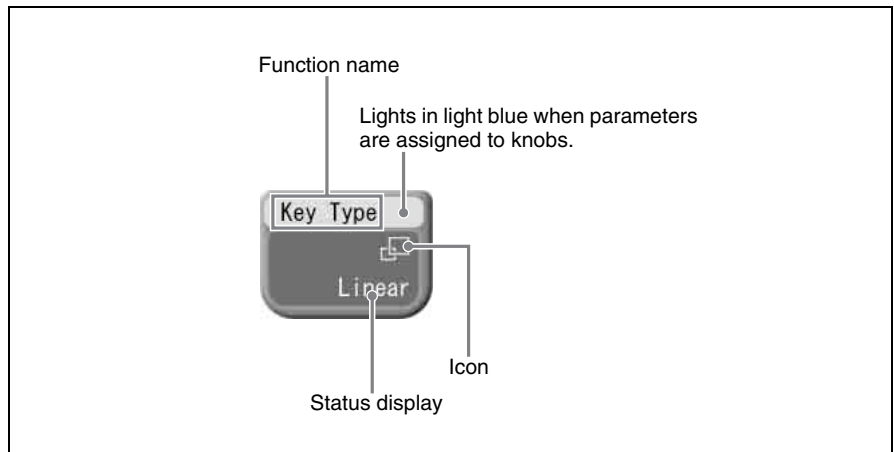 Function name
Lights in light blue when parameters
are assigned to knobs.
Key Type
Linear
Icon
Status display